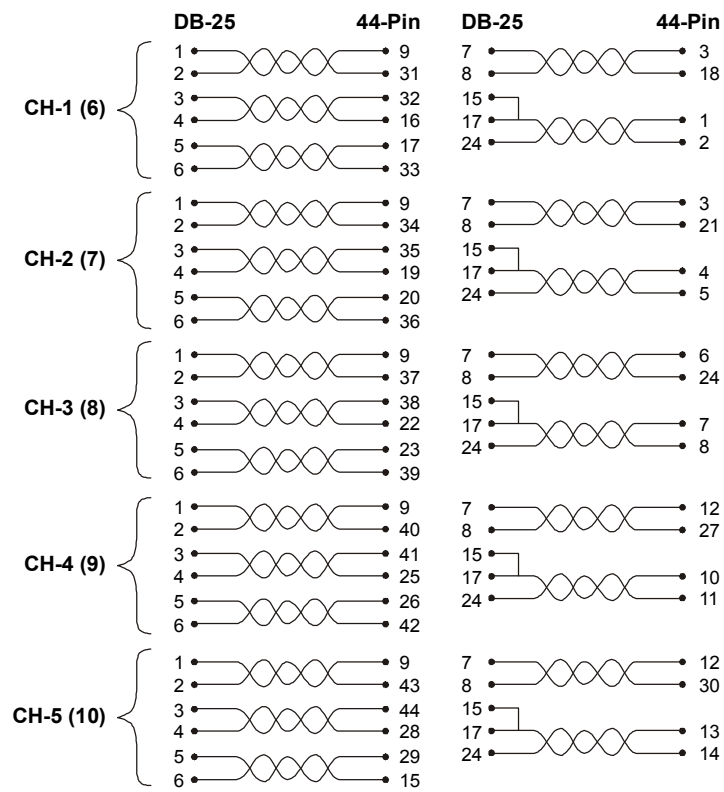 DB-25 44-Pin DB-25 44-Pin
1 9 7 3
2 31 8 18
3 32 15
CH-1 (6)
4 16 17 1
24 2
5 17
6 33
1 9 7 3
2 34 8 21
3 35 15
CH-2 (7)
4 19 17 4
24 5
5 20
6 36
1 9 7 6
2 37 8 24
3 38 15
CH-3 (8)
4 22 17 7
24 8
5 23
6 39
1 9 7 12
2 40 8 27
3 41 15
CH-4 (9)
4 25 17 10
24 11
5 26
6 42
1 9 7 12
2 43 8 30
3 44 15
CH-5 (10)
4 28 17 13
24 14
5 29
6 15